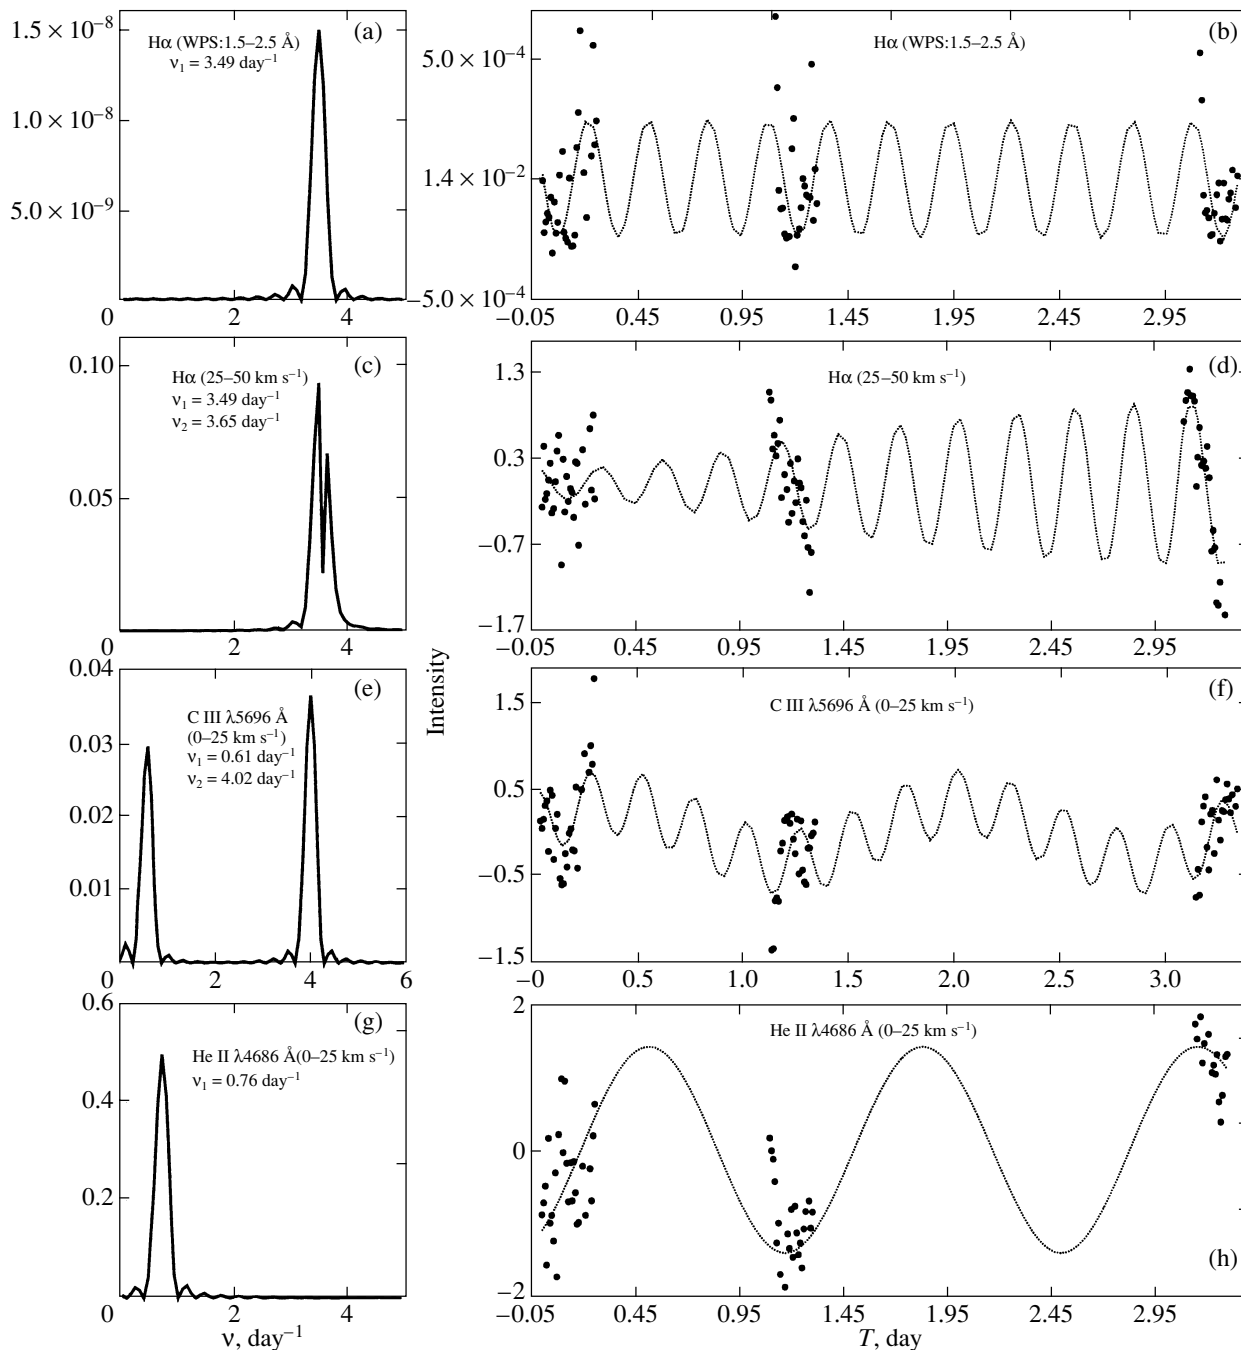 1.5 × 10⁻⁸
1.0 × 10⁻⁸
5.0 × 10⁻⁹
0
2
4
(a)
Hα (WPS:1.5–2.5 Å)
ν₁ = 3.49 day⁻¹
5.0 × 10⁻⁴
1.4 × 10⁻²
−5.0 × 10⁻⁴
−0.05
0.45
0.95
1.45
1.95
2.45
2.95
(b)
Hα (WPS:1.5–2.5 Å)
0.10
0.05
0
2
4
(c)
Hα (25–50 km s⁻¹)
ν₁ = 3.49 day⁻¹
ν₂ = 3.65 day⁻¹
1.3
0.3
−0.7
−1.7
0.45
0.95
1.45
1.95
2.45
2.95
(d)
Hα (25–50 km s⁻¹)
Intensity
0.04
0.03
0.02
0.01
0
2
4
6
(e)
C III λ5696 Å
(0–25 km s⁻¹)
ν₁ = 0.61 day⁻¹
ν₂ = 4.02 day⁻¹
1.5
0.5
−0.5
−1.5
−0
0.5
1.0
1.5
2.0
2.5
3.0
(f)
C III λ5696 Å (0–25 km s⁻¹)
0.6
0.4
0.2
0
2
4
(g)
He II λ4686 Å(0–25 km s⁻¹)
ν₁ = 0.76 day⁻¹
ν, day⁻¹
2
0
−2
−0.05
0.45
0.95
1.45
1.95
2.45
2.95
(h)
He II λ4686 Å (0–25 km s⁻¹)
T, day